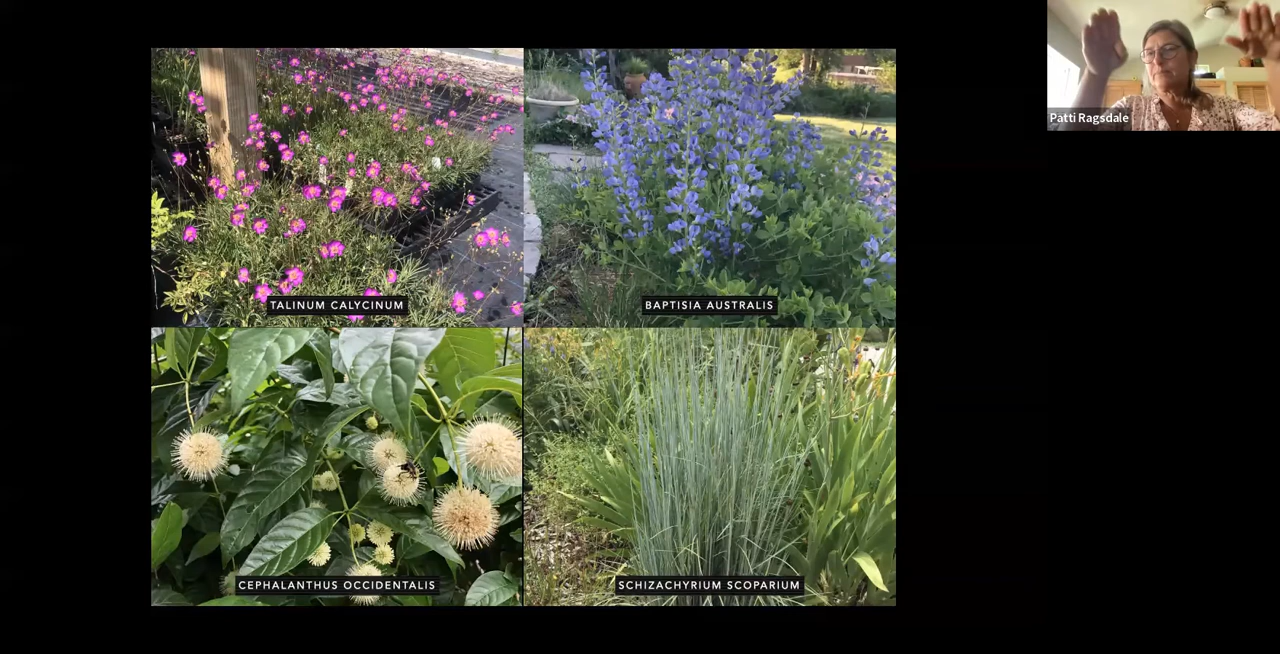 Patti Ragsdale
TALINUM CALYCINUM
BAPTISIA AUSTRALIS
CEPHALANTHUS OCCIDENTALIS
SCHIZACHYRIUM SCOPARIUM